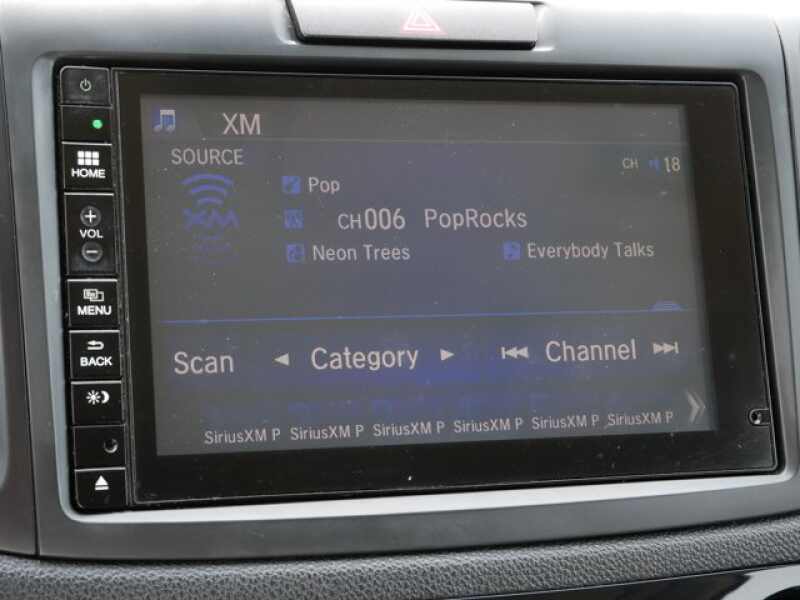 XM
SOURCE
CH 18
XM
Pop
CH006 PopRocks
Neon Trees Everybody Talks
Scan Category Channel
SiriusXM P SiriusXM P SiriusXM P SiriusXM P SiriusXM P SiriusXM P
HOME
VOL
MENU
BACK